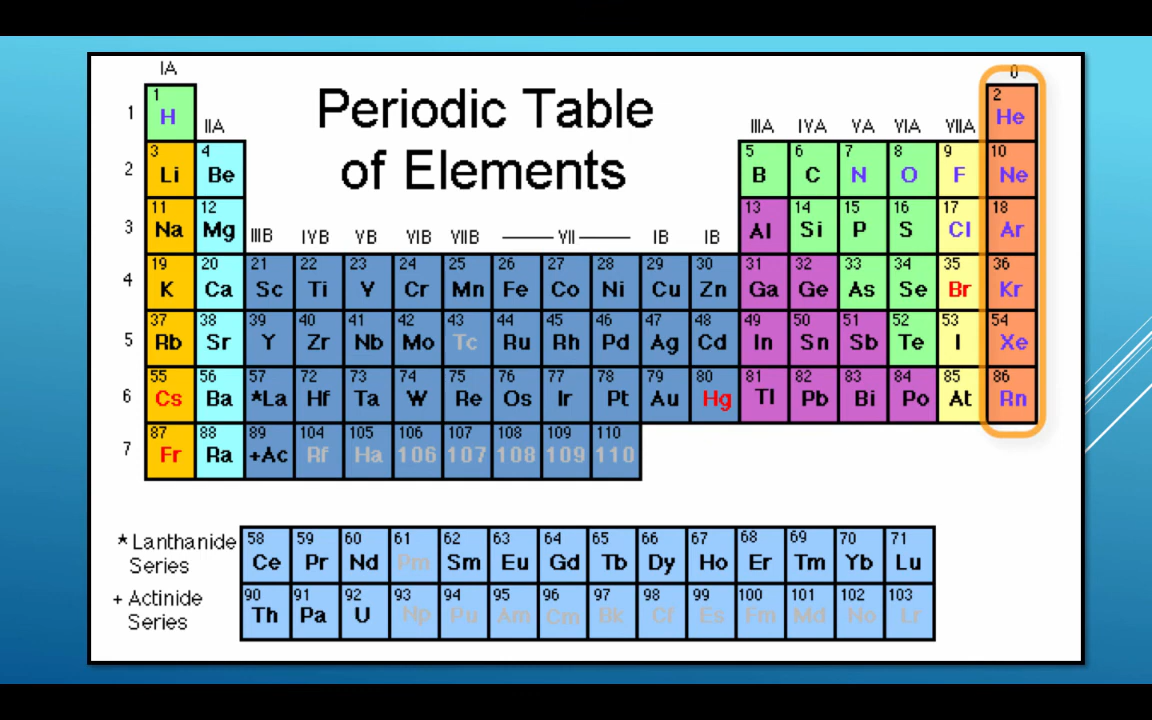 IA
0
1
1
H
IIA
Periodic Table
of Elements
IIIA IVA VA VIA VIIA
2
He
2
3 4 5 6 7 8 9 10
Li Be B C N O F Ne
3
11 12 13 14 15 16 17 18
Na Mg IIIB IVB VB VIB VIIB VII IB IB Al Si P S Cl Ar
4
19 20 21 22 23 24 25 26 27 28 29 30 31 32 33 34 35 36
K Ca Sc Ti V Cr Mn Fe Co Ni Cu Zn Ga Ge As Se Br Kr
5
37 38 39 40 41 42 43 44 45 46 47 48 49 50 51 52 53 54
Rb Sr Y Zr Nb Mo Tc Ru Rh Pd Ag Cd In Sn Sb Te I Xe
6
55 56 57 72 73 74 75 76 77 78 79 80 81 82 83 84 85 86
Cs Ba *La Hf Ta W Re Os Ir Pt Au Hg Tl Pb Bi Po At Rn
7
87 88 89 104 105 106 107 108 109 110
Fr Ra +Ac Rf Ha 106 107 108 109 110
* Lanthanide
Series
58 59 60 61 62 63 64 65 66 67 68 69 70 71
Ce Pr Nd Pm Sm Eu Gd Tb Dy Ho Er Tm Yb Lu
+ Actinide
Series
90 91 92 93 94 95 96 97 98 99 100 101 102 103
Th Pa U Np Pu Am Cm Bk Cf Es Fm Md No Lr